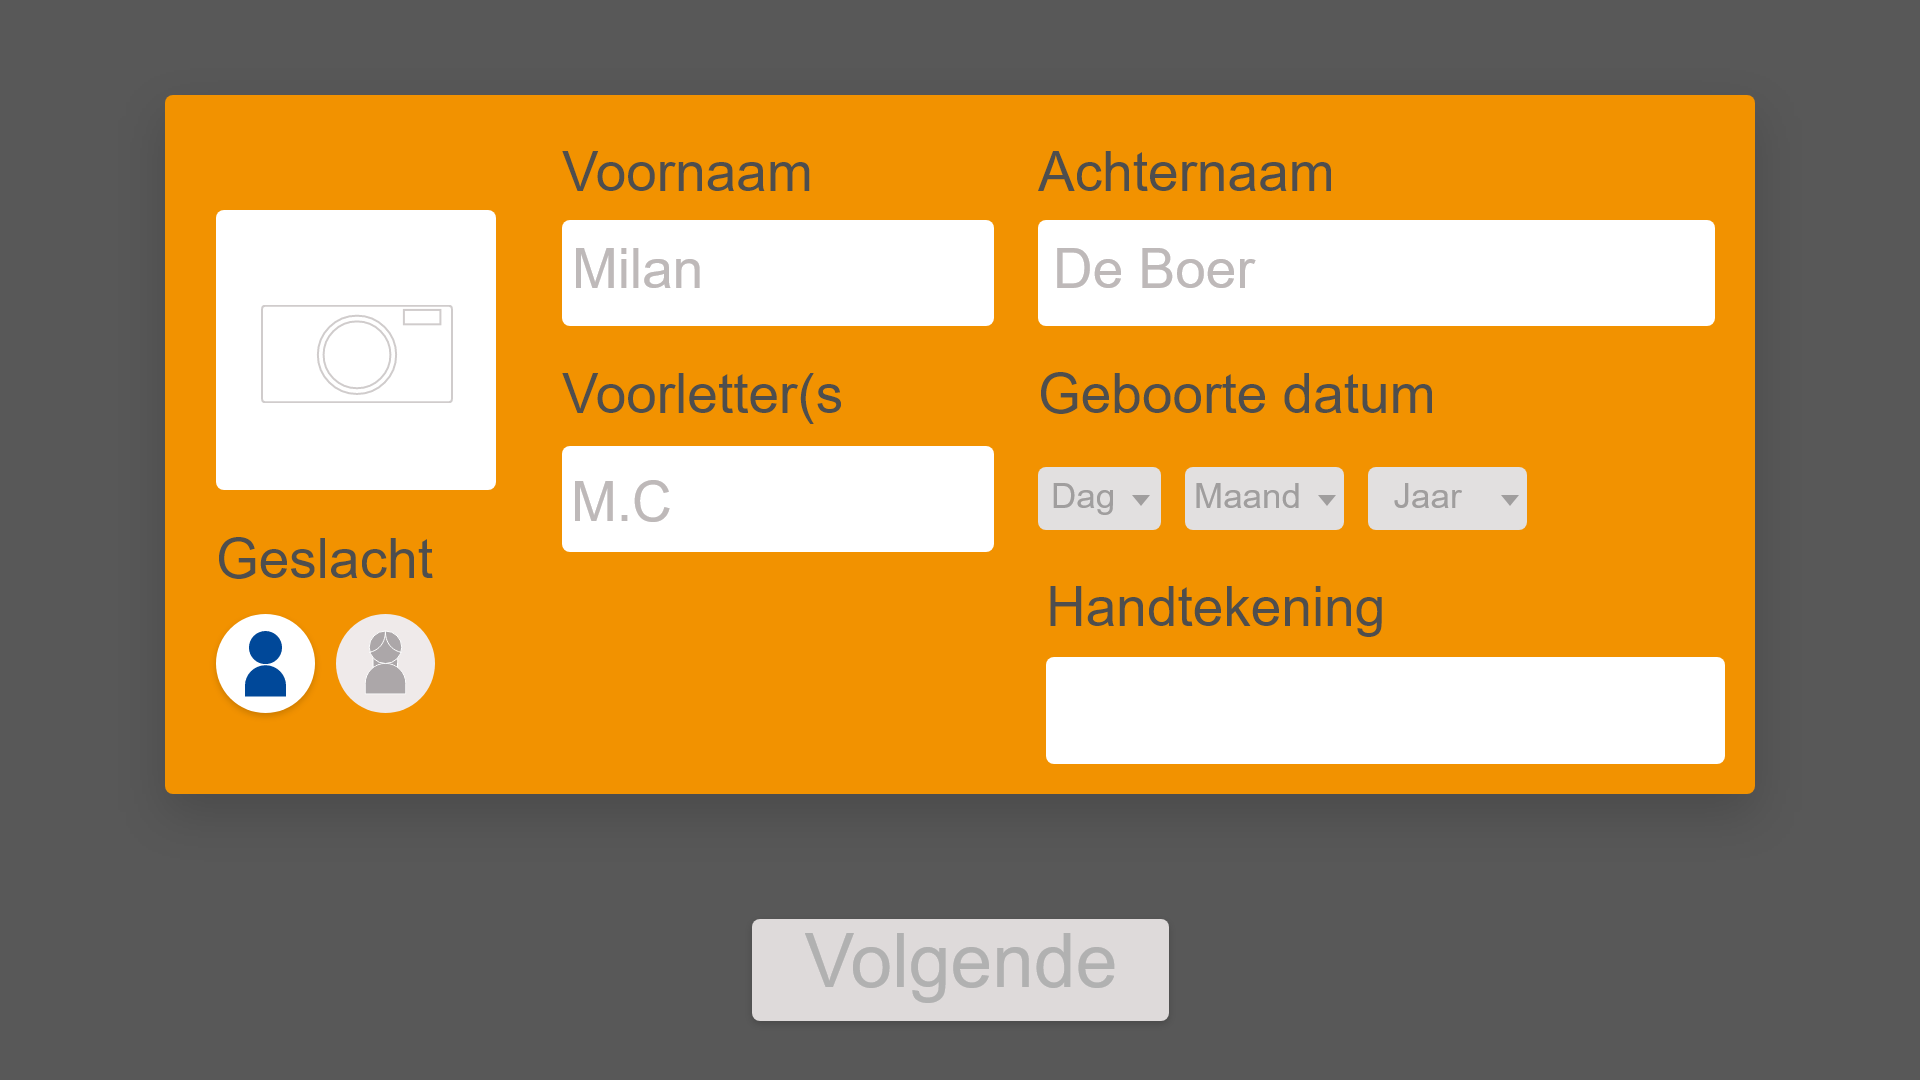 Voornaam
Achternaam
Milan
De Boer
Voorletter(s
Geboorte datum
M.C
Dag
Maand
Jaar
Geslacht
Handtekening
Volgende